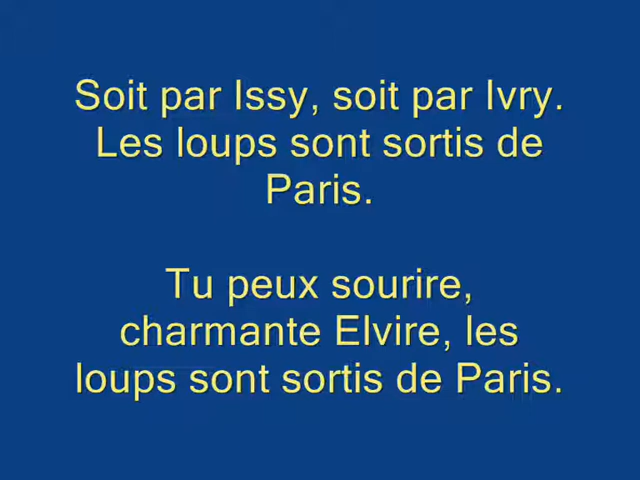 Soit par Issy, soit par Ivry.
Les loups sont sortis de
Paris.
Tu peux sourire,
charmante Elvire, les
loups sont sortis de Paris.